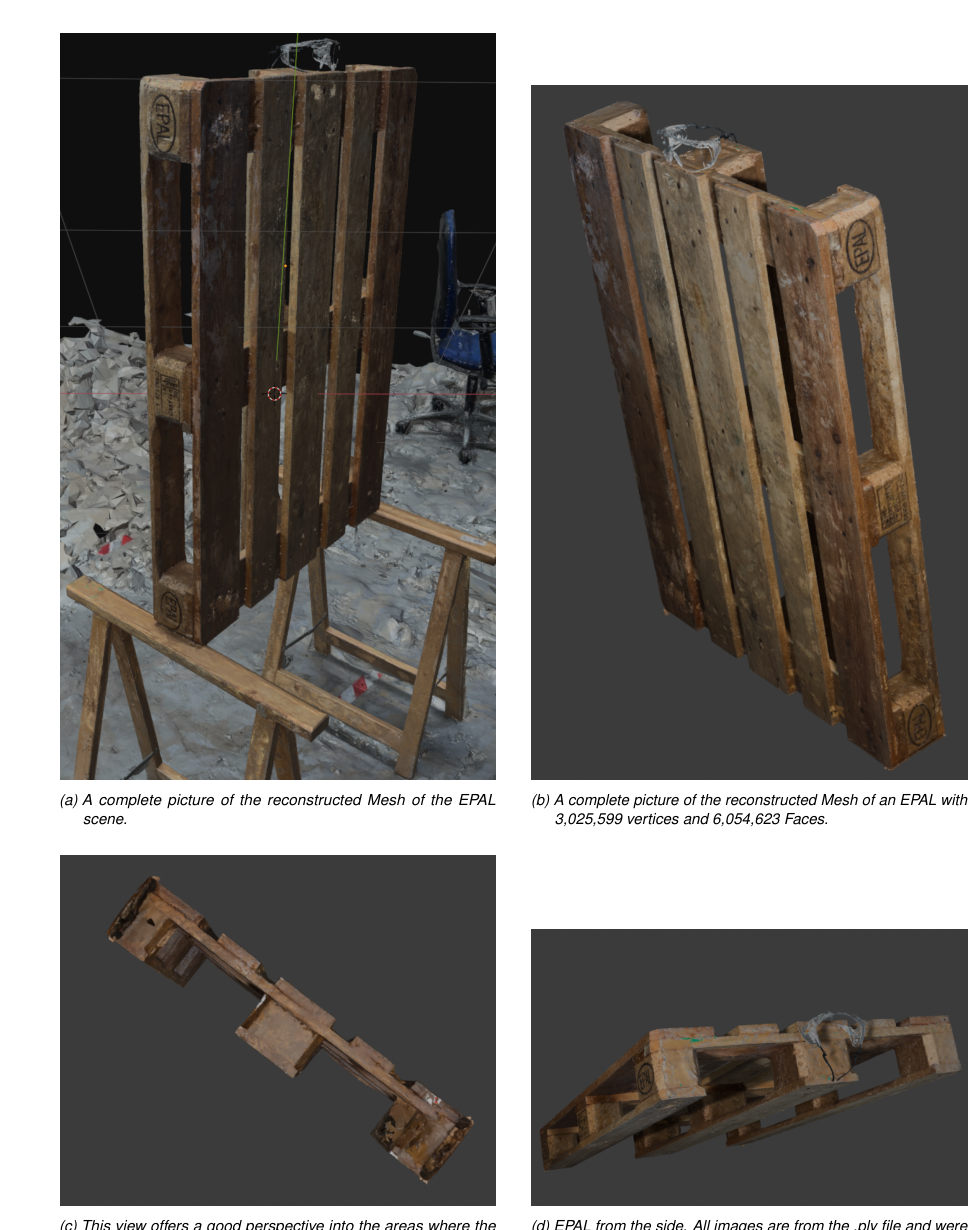 EPAL
EPAL
EPAL
EPAL
(a) A complete picture of the reconstructed Mesh of the EPAL
scene.
(b) A complete picture of the reconstructed Mesh of an EPAL with
3,025,599 vertices and 6,054,623 Faces.
EPAL
(c) This view offers a good perspective into the areas where the
(d) EPAL from the side. All images are from the .ply file and were